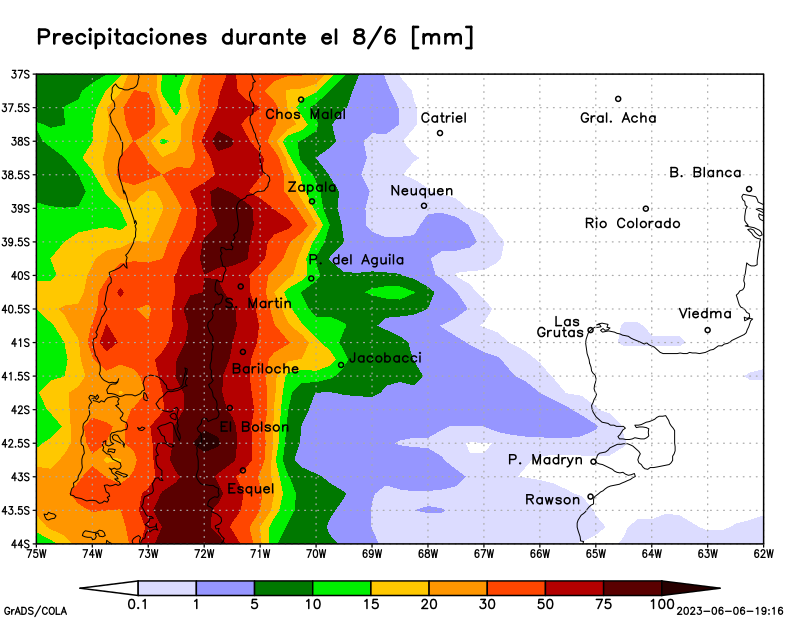 Precipitaciones durante el 8/6 [mm]
37S
37.5S
38S
38.5S
39S
39.5S
40S
40.5S
41S
41.5S
42S
42.5S
43S
43.5S
44S
Chos Malal
Catriel
Gral. Acha
B. Blanca
Zapala
Neuquen
Rio Colorado
P. del Aguila
S. Martin
Viedma
Las
Grutas
Jacobacci
Bariloche
El Bolson
P. Madryn
Esquel
Rawson
75W 74W 73W 72W 71W 70W 69W 68W 67W 66W 65W 64W 63W 62W
0.1 1 5 10 15 20 30 50 75 100
GrADS/COLA
2023-06-06-19:16